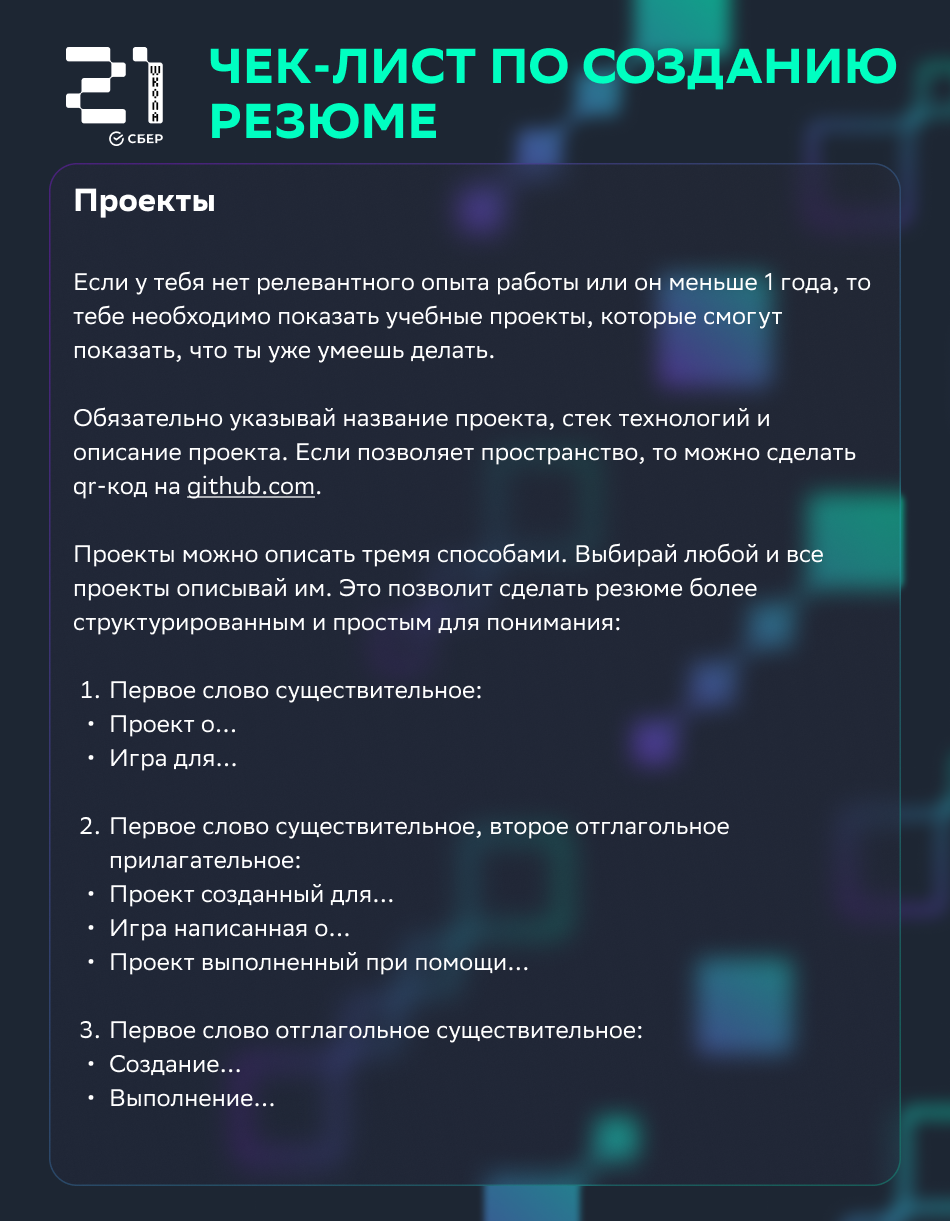 21
ШКОЛА
СБЕР
ЧЕК-ЛИСТ ПО СОЗДАНИЮ
РЕЗЮМЕ
Проекты
Если у тебя нет релевантного опыта работы или он меньше 1 года, то
тебе необходимо показать учебные проекты, которые смогут
показать, что ты уже умеешь делать.
Обязательно указывай название проекта, стек технологий и
описание проекта. Если позволяет пространство, то можно сделать
qr-код на github.com.
Проекты можно описать тремя способами. Выбирай любой и все
проекты описывай им. Это позволит сделать резюме более
структурированным и простым для понимания:
1. Первое слово существительное:
• Проект о...
• Игра для...
2. Первое слово существительное, второе отглагольное
прилагательное:
• Проект созданный для...
• Игра написанная о...
• Проект выполненный при помощи...
3. Первое слово отглагольное существительное:
• Создание...
• Выполнение...